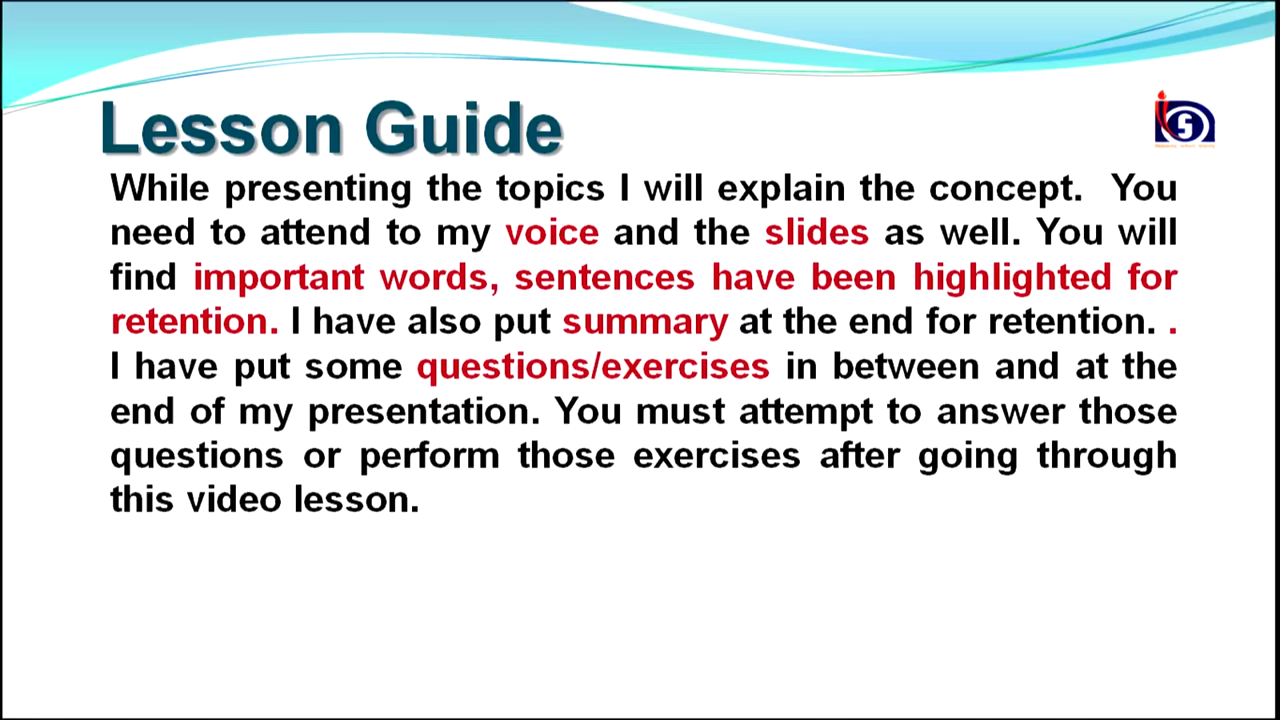 Lesson Guide
While presenting the topics I will explain the concept. You
need to attend to my voice and the slides as well. You will
find important words, sentences have been highlighted for
retention. I have also put summary at the end for retention. .
I have put some questions/exercises in between and at the
end of my presentation. You must attempt to answer those
questions or perform those exercises after going through
this video lesson.